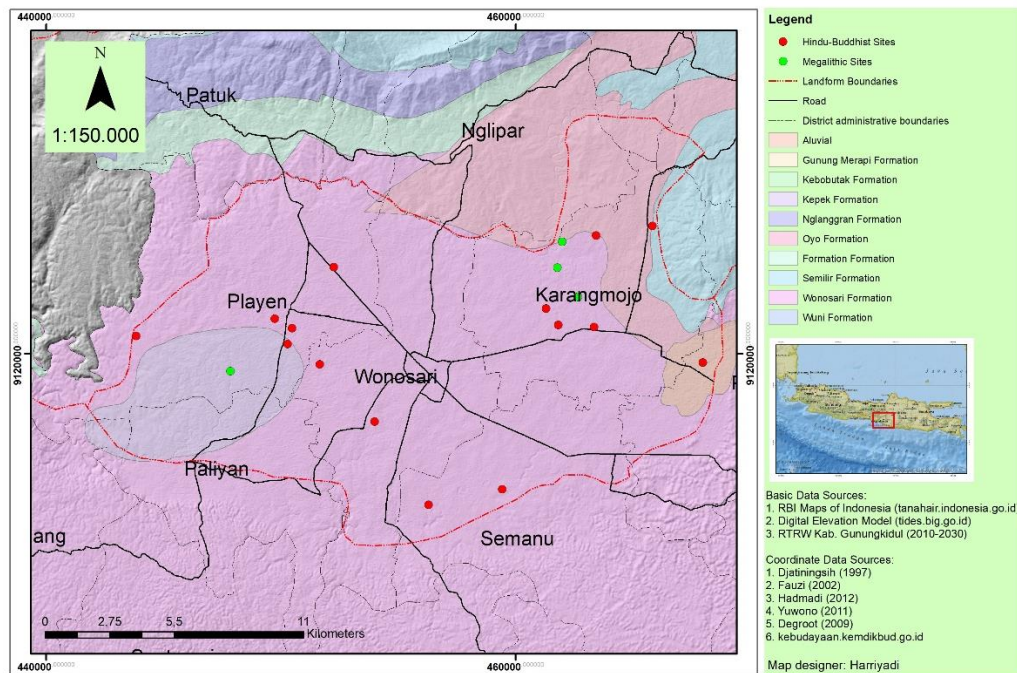 440000
460000
N
1:150.000
Patuk
Nglipar
Playen
Karangmojo
Wonosari
Paliyan
Semanu
ang
9120000
9120000
0 2,75 5,5 11
Kilometers
440000
460000
Legend
Hindu-Buddhist Sites
Megalithic Sites
Landform Boundaries
Road
District administrative boundaries
Aluvial
Gunung Merapi Formation
Kebobutak Formation
Kepek Formation
Nglanggran Formation
Oyo Formation
Formation Formation
Semilir Formation
Wonosari Formation
Wuni Formation
Basic Data Sources:
1. RBI Maps of Indonesia (tanahair.indonesia.go.id
2. Digital Elevation Model (tides.big.go.id)
3. RTRW Kab. Gunungkidul (2010-2030)
Coordinate Data Sources:
1. Djatiningsih (1997)
2. Fauzi (2002)
3. Hadmadi (2012)
4. Yuwono (2011)
5. Degroot (2009)
6. kebudayaan.kemdikbud.go.id
Map designer: Harriyadi